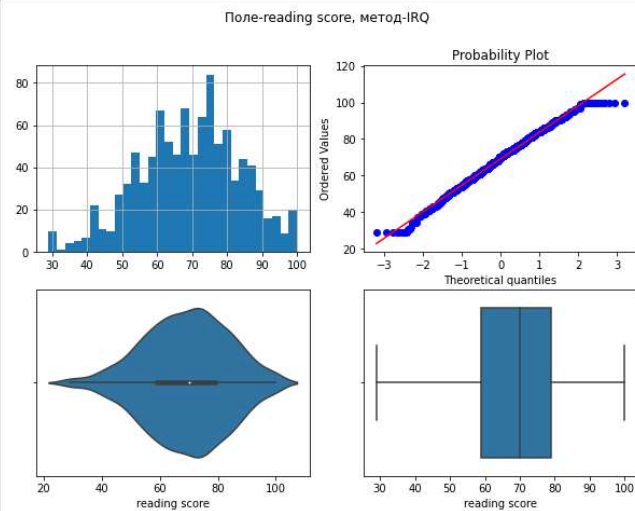 Поле-reading score, метод-IRQ
Probability Plot
80
60
40
20
0
30 40 50 60 70 80 90 100
Ordered Values
120
100
80
60
40
20
−3 −2 −1 0 1 2 3
Theoretical quantiles
20 40 60 80 100
reading score
30 40 50 60 70 80 90 100
reading score